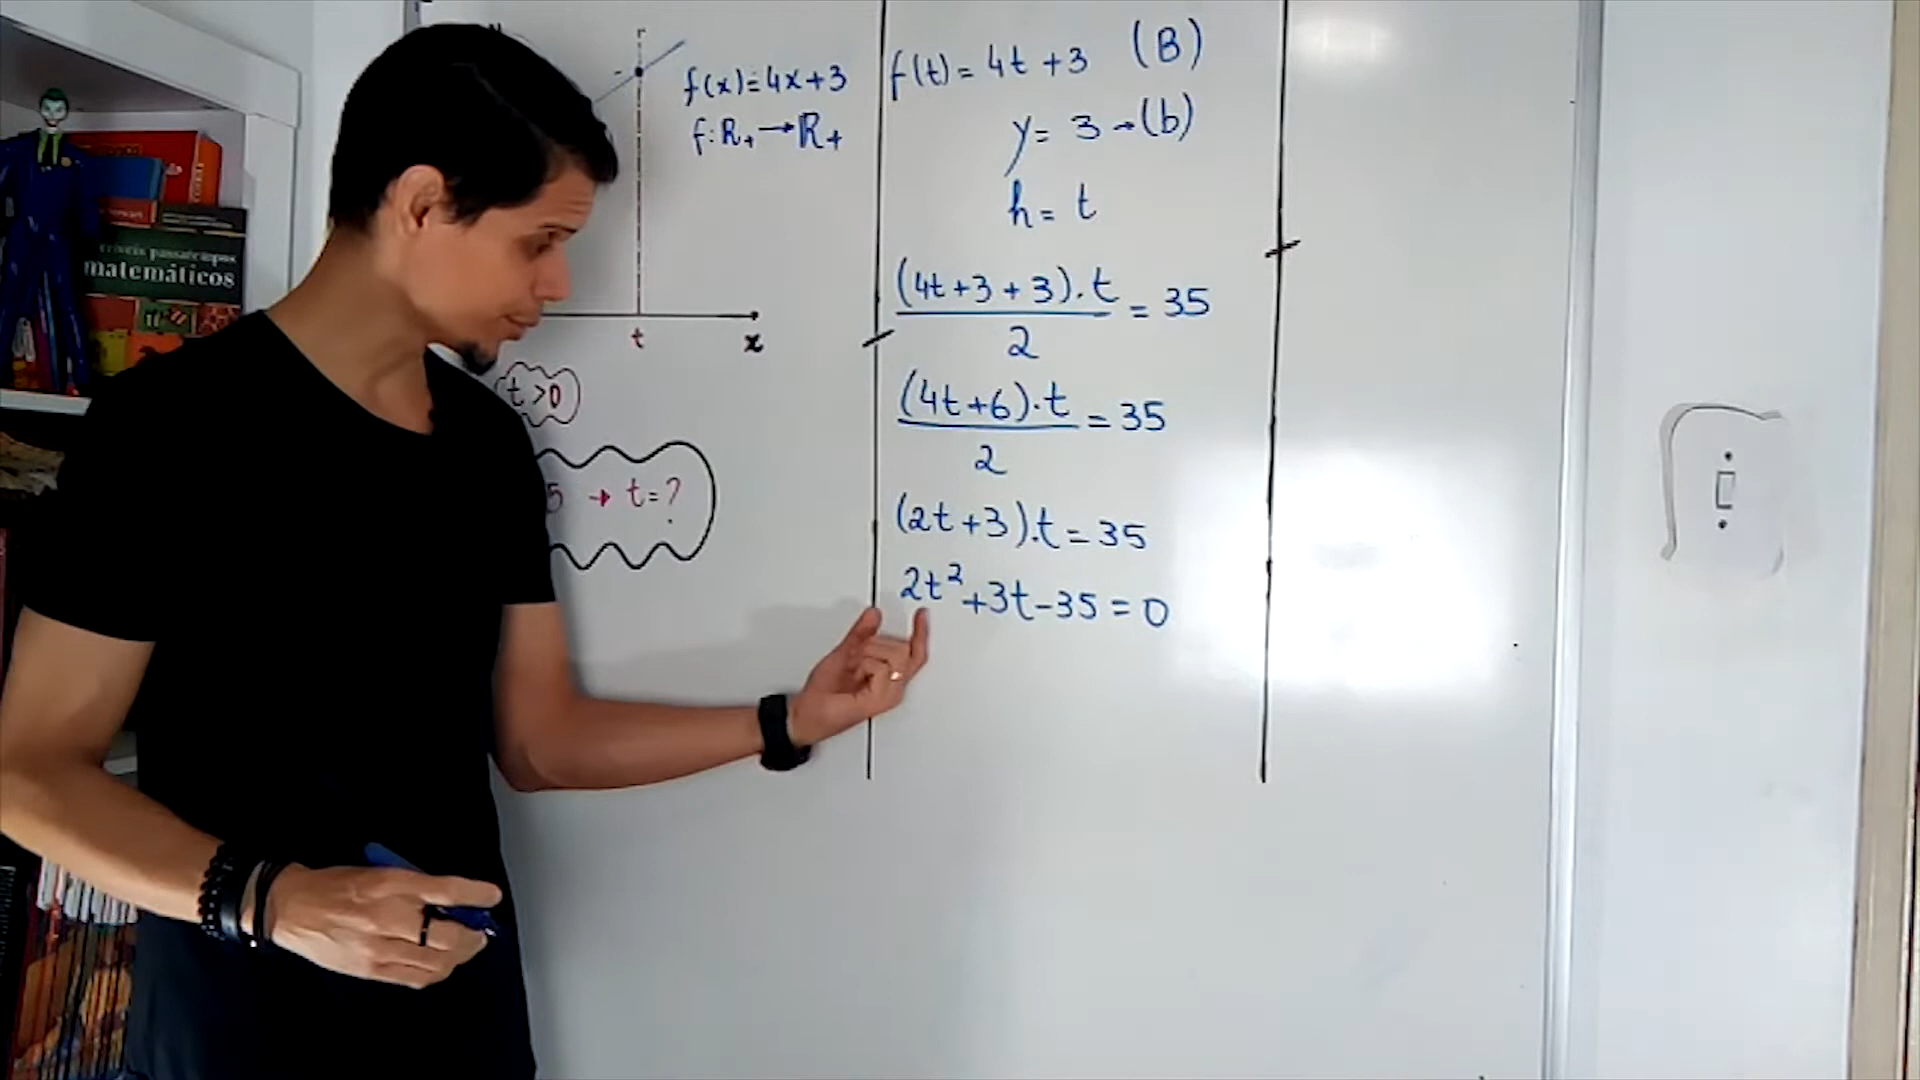 matemáticos
f(x)=4x+3
f:R₊→R₊
t
x
t>0
5 → t=?
f(t)=4t+3 (B)
y=3→(b)
h=t
(4t+3+3).t
2
=35
(4t+6).t
2
=35
(2t+3).t=35
2t²+3t-35=0